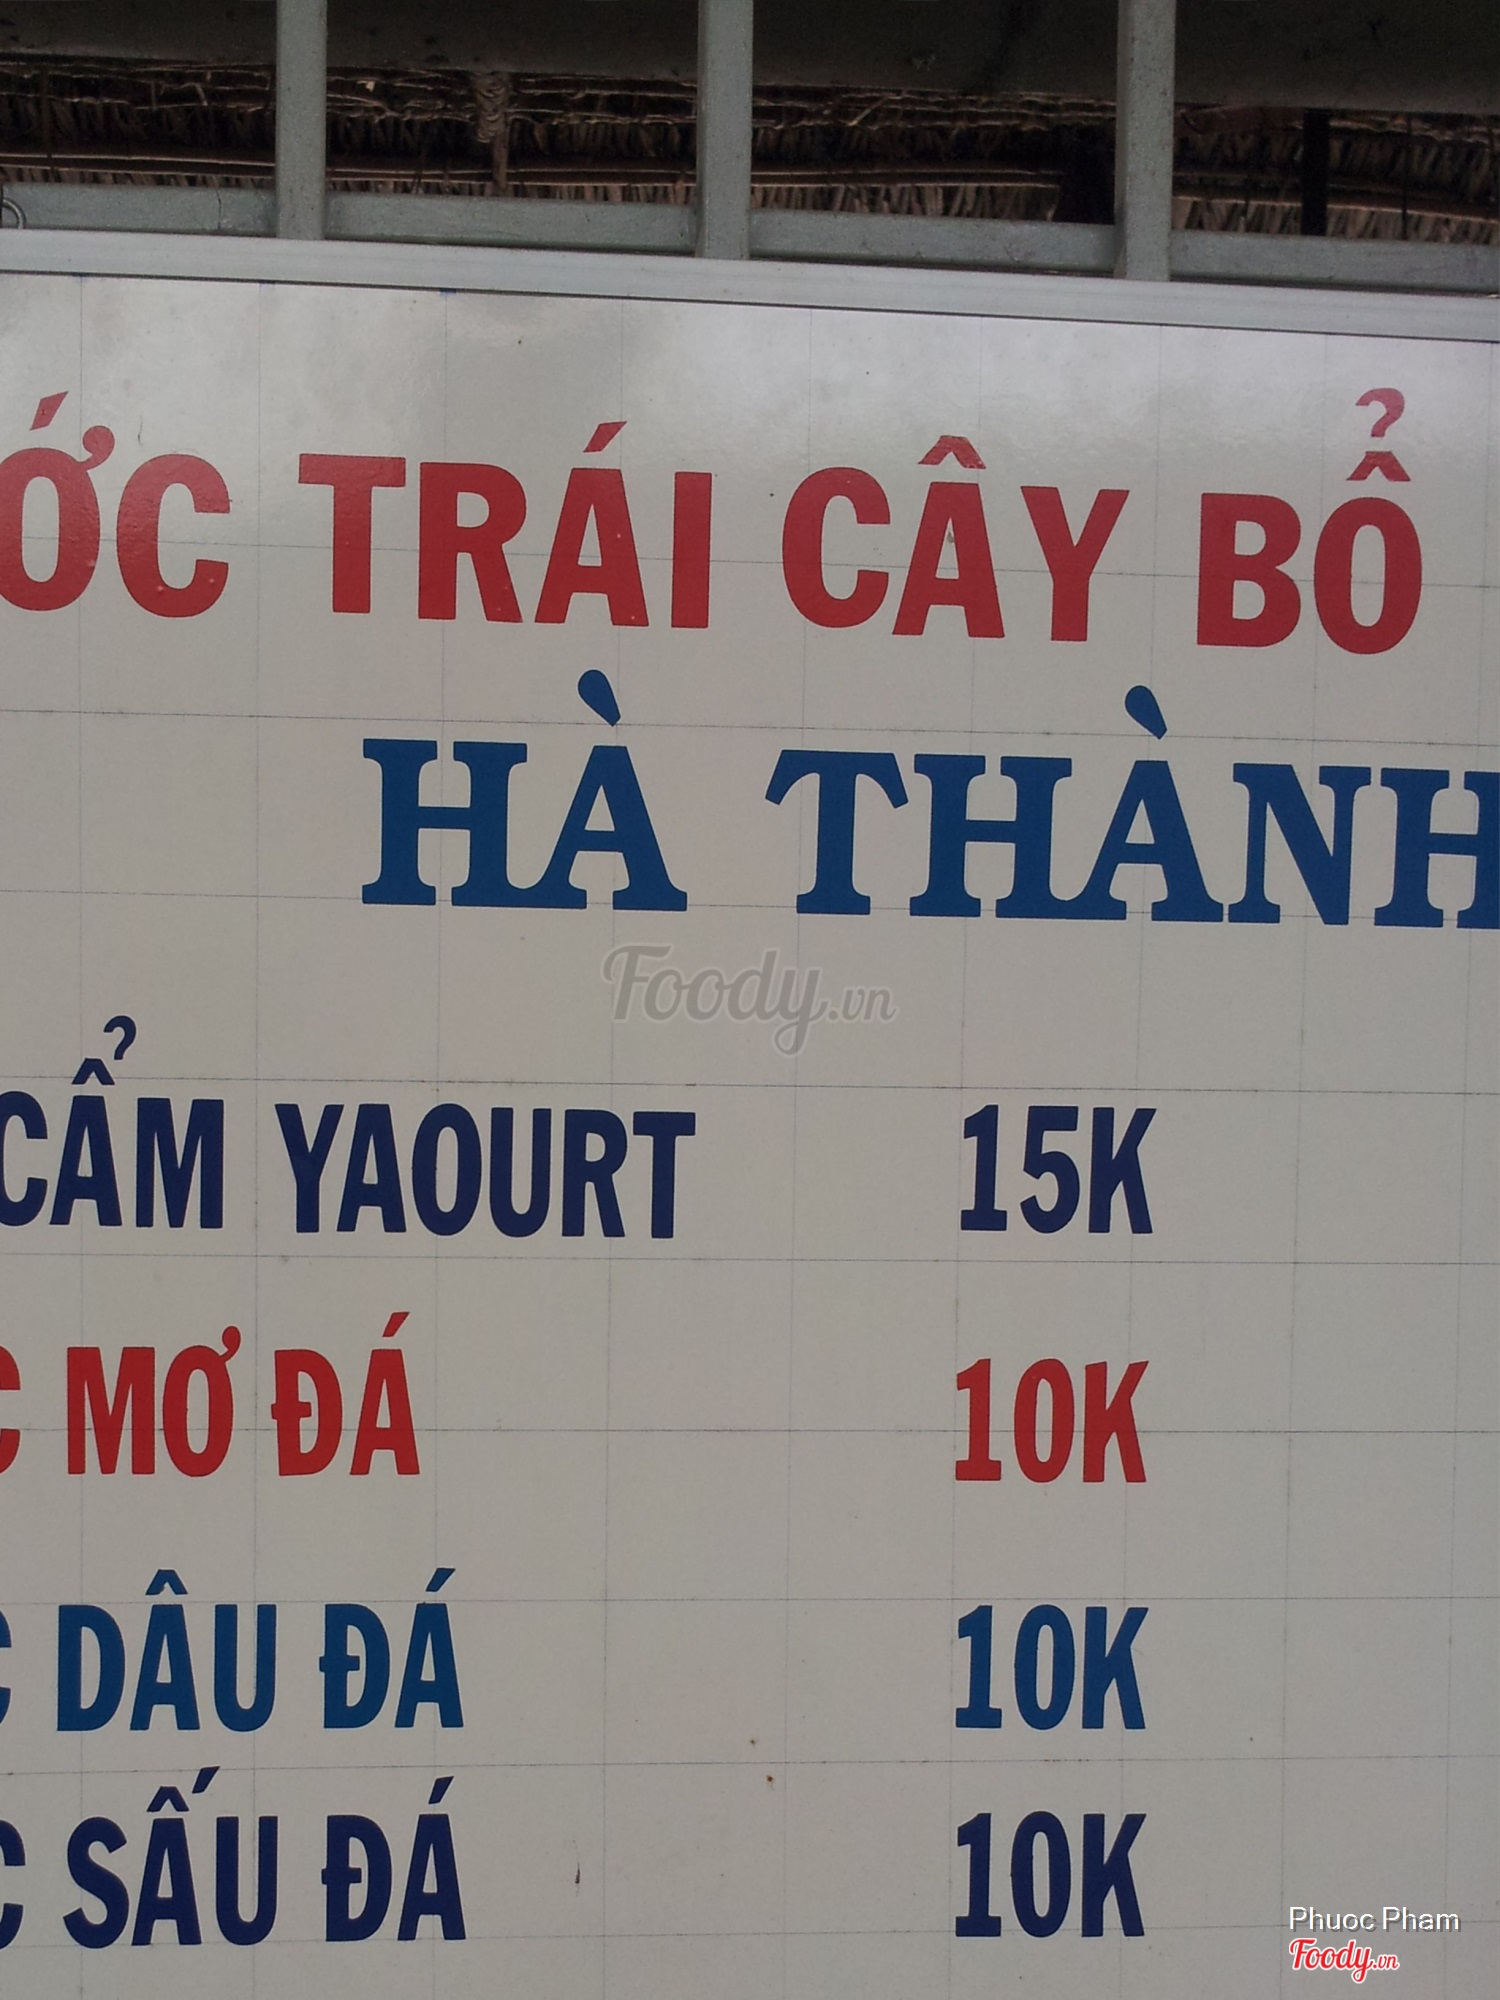 ỚC TRÁI CÂY BỔ
HÀ THÀNH
Foody.vn
CẨM YAOURT 15K
C MƠ ĐÁ 10K
C DÂU ĐÁ 10K
C SẤU ĐÁ 10K
Phuoc Pham
Foody.vn